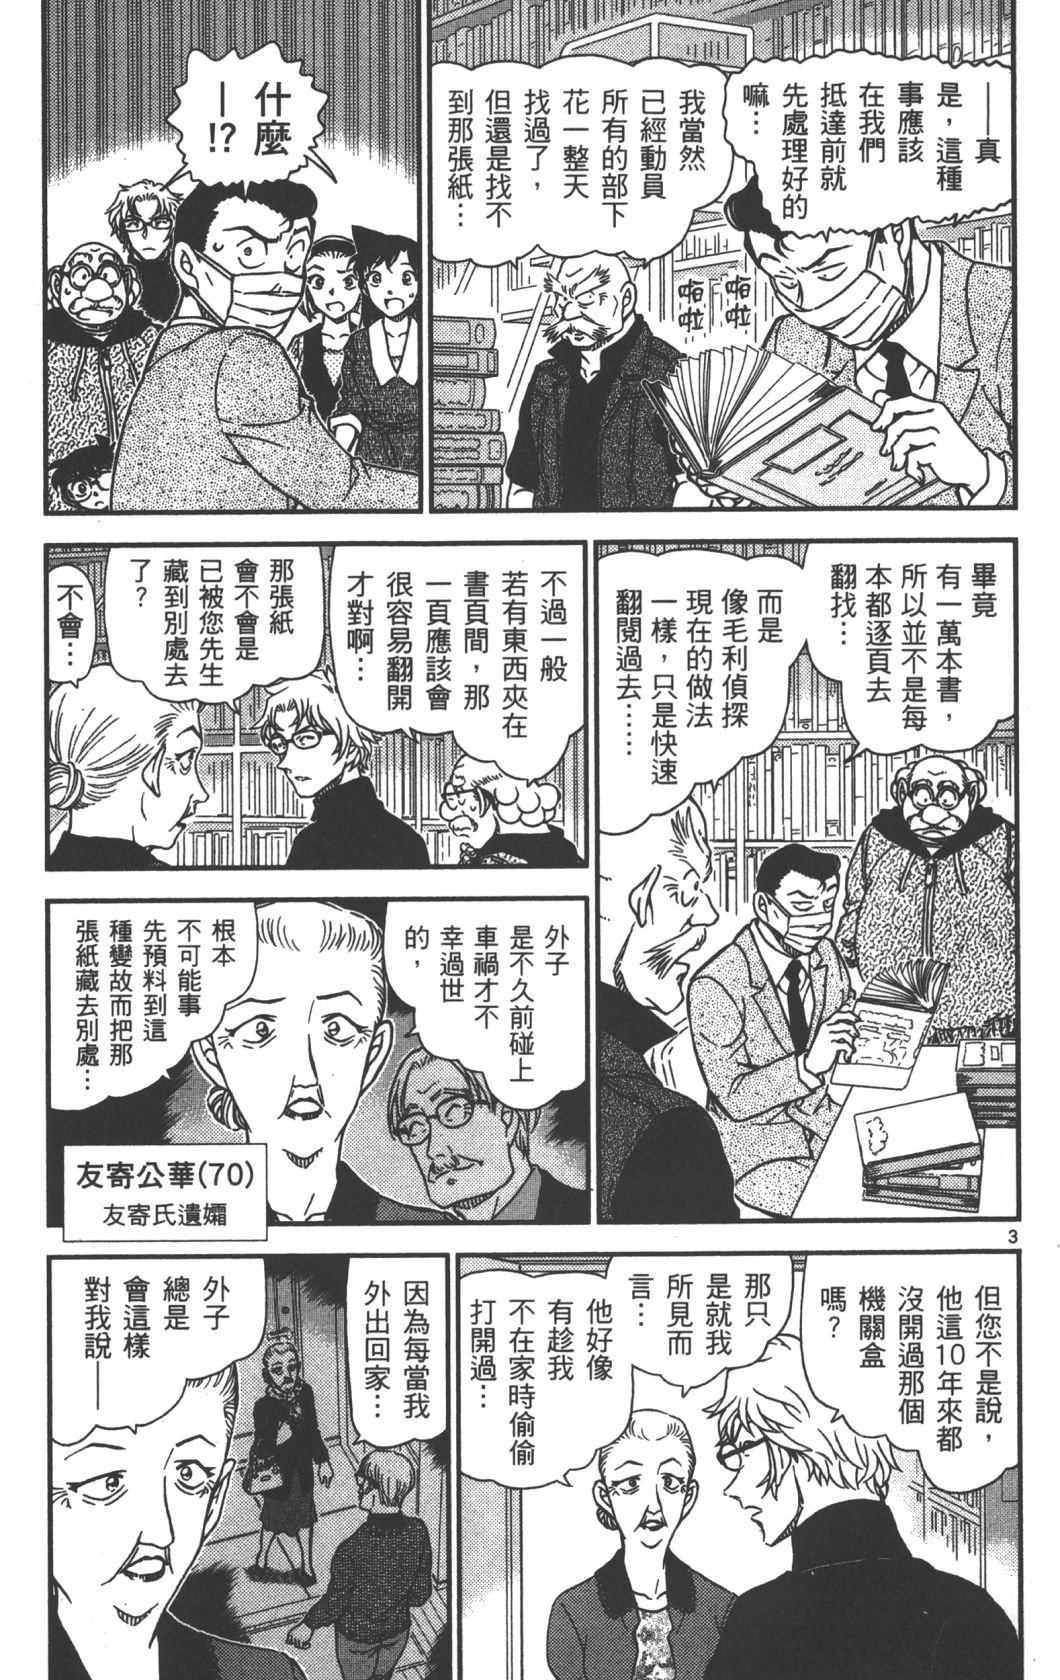 ——真
是，這種
事應該
在我們
抵達前就
先處理好的
嘛…
啪啦
啪啦
我當然
已經動員
所有的部下
花一整天
找過了，
但還是找不
到那張紙…
什麼
—!?
畢竟
有一萬本書，
所以並不是每
本都逐頁去
翻找…
而是
像毛利偵探
現在的做法
一樣，只是快速
翻閱過去……
不過一般
若有東西夾在
書頁間，那
一頁應該會
很容易翻開
才對啊…
那張紙
會不會是
已被您先生
藏到別處去
了？
不會…
外子
是不久前碰上
車禍才不
幸過世
的，
根本
不可能事
先預料到這
種變故而把那
張紙藏去別處…
友寄公華(70)
友寄氏遺孀
3
但您不是說，
他這10年來都
沒開過那個
機關盒
嗎？
那只
是就我
所見而
言…
他好像
有趁我
不在家時偷偷
打開過…
因為每當我
外出回家…
外子
總是
會這樣
對我說——